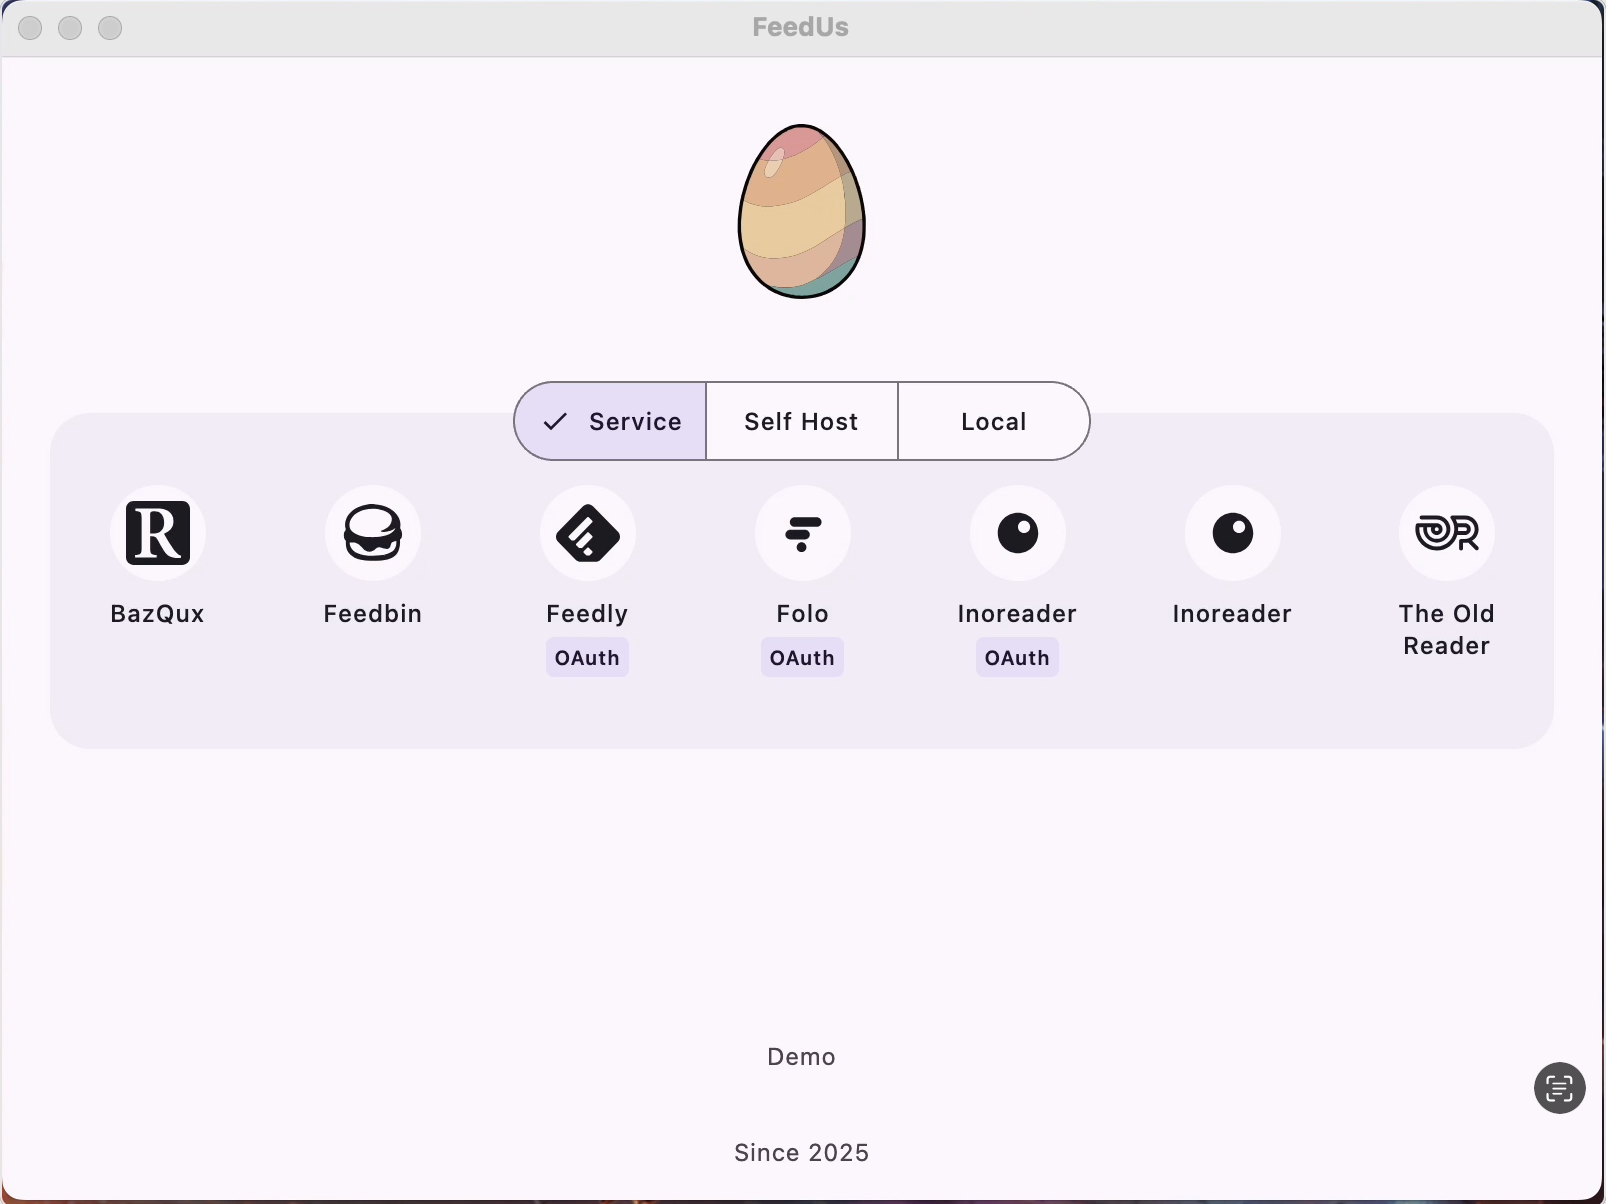 FeedUs
Service
Self Host
Local
R
BazQux
Feedbin
Feedly
OAuth
Folo
OAuth
Inoreader
OAuth
Inoreader
The Old
Reader
Demo
Since 2025